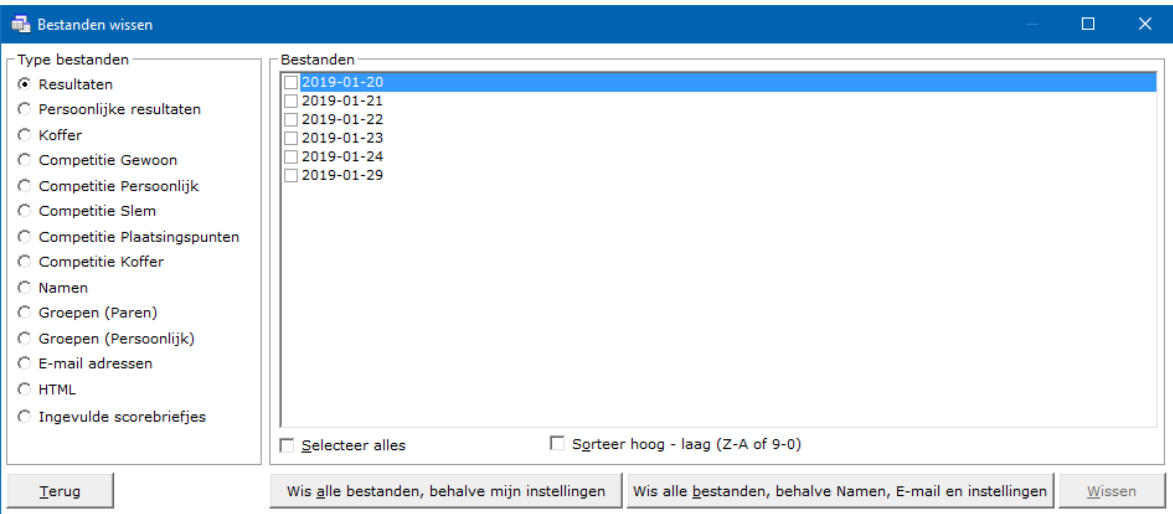 Bestanden wissen
Type bestanden
Resultaten
Persoonlijke resultaten
Koffer
Competitie Gewoon
Competitie Persoonlijk
Competitie Slem
Competitie Plaatsingspunten
Competitie Koffer
Namen
Groepen (Paren)
Groepen (Persoonlijk)
E-mail adressen
HTML
Ingevulde scorebriefjes
Bestanden
2019-01-20
2019-01-21
2019-01-22
2019-01-23
2019-01-24
2019-01-29
Selecteer alles
Sorteer hoog - laag (Z-A of 9-0)
Terug
Wis alle bestanden, behalve mijn instellingen
Wis alle bestanden, behalve Namen, E-mail en instellingen
Wissen